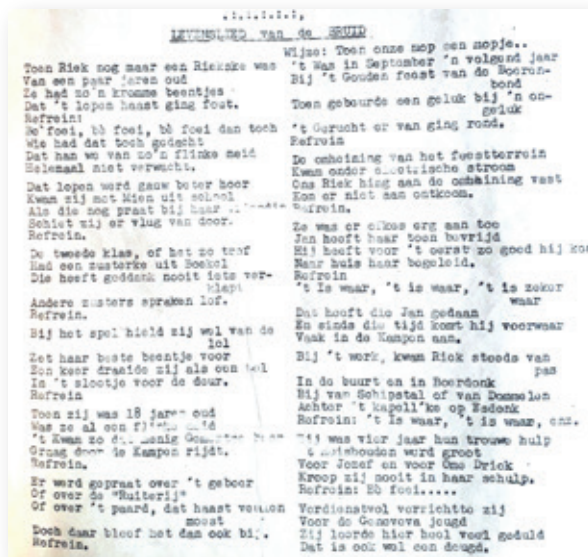 LEVENSLIED van de BRUID
Toen Riek nog maar een Riekske was
Van een paar jaren oud
Ze had zo'n kromme beentjes
Dat 't lopen haast ging fout.
Refrein:
Bè foei, bè foei, bè foei dan toch
Wie had dat toch gedacht
Dat han we van zo'n flinke meid
Helemaal niet verwacht.
Dat lopen werd gauw beter hoor
Kwam zij met Mien uit school
Als die nog praat bij haar
Schiet zij er vlug van door.
Refrein.
De tweede klas, of het zo trof
Had een zusterke uit Boekel
Die heeft geddank nooit iets ver-
klapt
Andere zusters spraken lof.
Refrein.
Bij het spel hield zij wel van de
lol
Zet haar beste beentje voor
Een keer draaide zij als een tol
In 't slootje voor de deur.
Refrein
Toen zij was 18 jaren oud
Was ze al een
't Kwam zo dat menig
Graag door de Kampen rijdt.
Refrein.
Er werd gepraat over 't geboer
Of over de "Ruiterij"
Of over 't paard, dat haast
moest
Doch daar bleef het dan ook bij.
Refrein.
Wijze: Toen onze mop een mopje..
't Was in September 'n volgend jaar
Bij 't Gouden feest van de Boeren-
bond
Toen gebeurde een geluk bij 'n on-
geluk
't Gerucht er van ging rond.
Refrein
De omheining van het feestterrein
Kwam onder electrische stroom
Ons Riek hing aan de omheining vast
Kon er niet aan ontkoom.
Refrein.
Ze was er efkes erg aan toe
Jan heeft haar toen bevrijd
Hij heeft voor 't eerst zo goed hij kon
Naar huis haar begeleid.
Refrein
't Is waar, 't is waar, 't is zeker
waar
Dat heeft die Jan gedaan
En sinds die tijd komt hij voorwaar
Vaak in de Kampen aan.
Bij 't werk, kwam Riek steeds van
pas
In de buurt en in Boerdonk
Bij van Schipstal of van Dommelen
Achter 't kapell'ke op Esdonk
Refrein: 't Is waar, 't is waar, enz.
Zij was vier jaar hun trouwe hulp
't huishouden werd groot
Voor Jozef en voor Ome Driek
Kroop zij nooit in haar schulp.
Refrein: Bè foei.....
Verdienstvol verrichtte zij
Voor de Genoveva jeugd
Zij leerde hier heel veel geduld
Dat is ook wel een deugd.